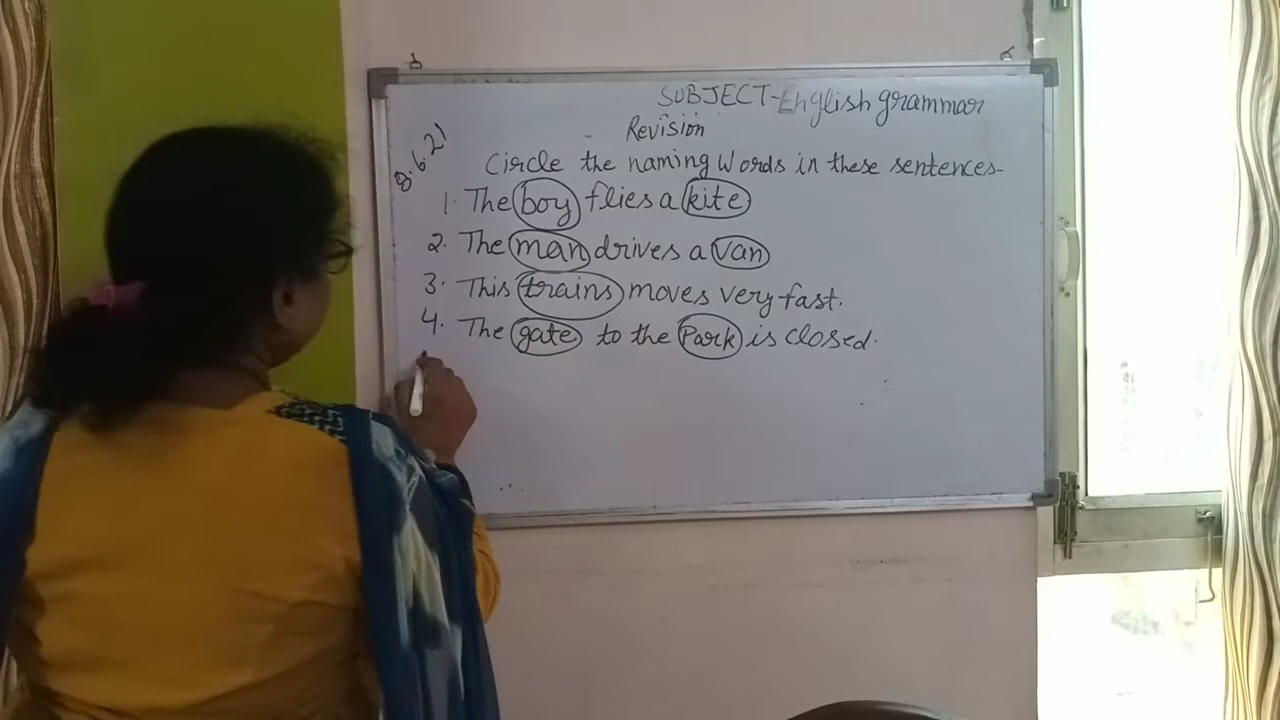 SUBJECT-English grammar
Revision
8.6.21
Circle the naming words in these sentences-
1. The boy flies a kite
2. The man drives a van
3. This trains moves very fast.
4. The gate to the Park is closed.